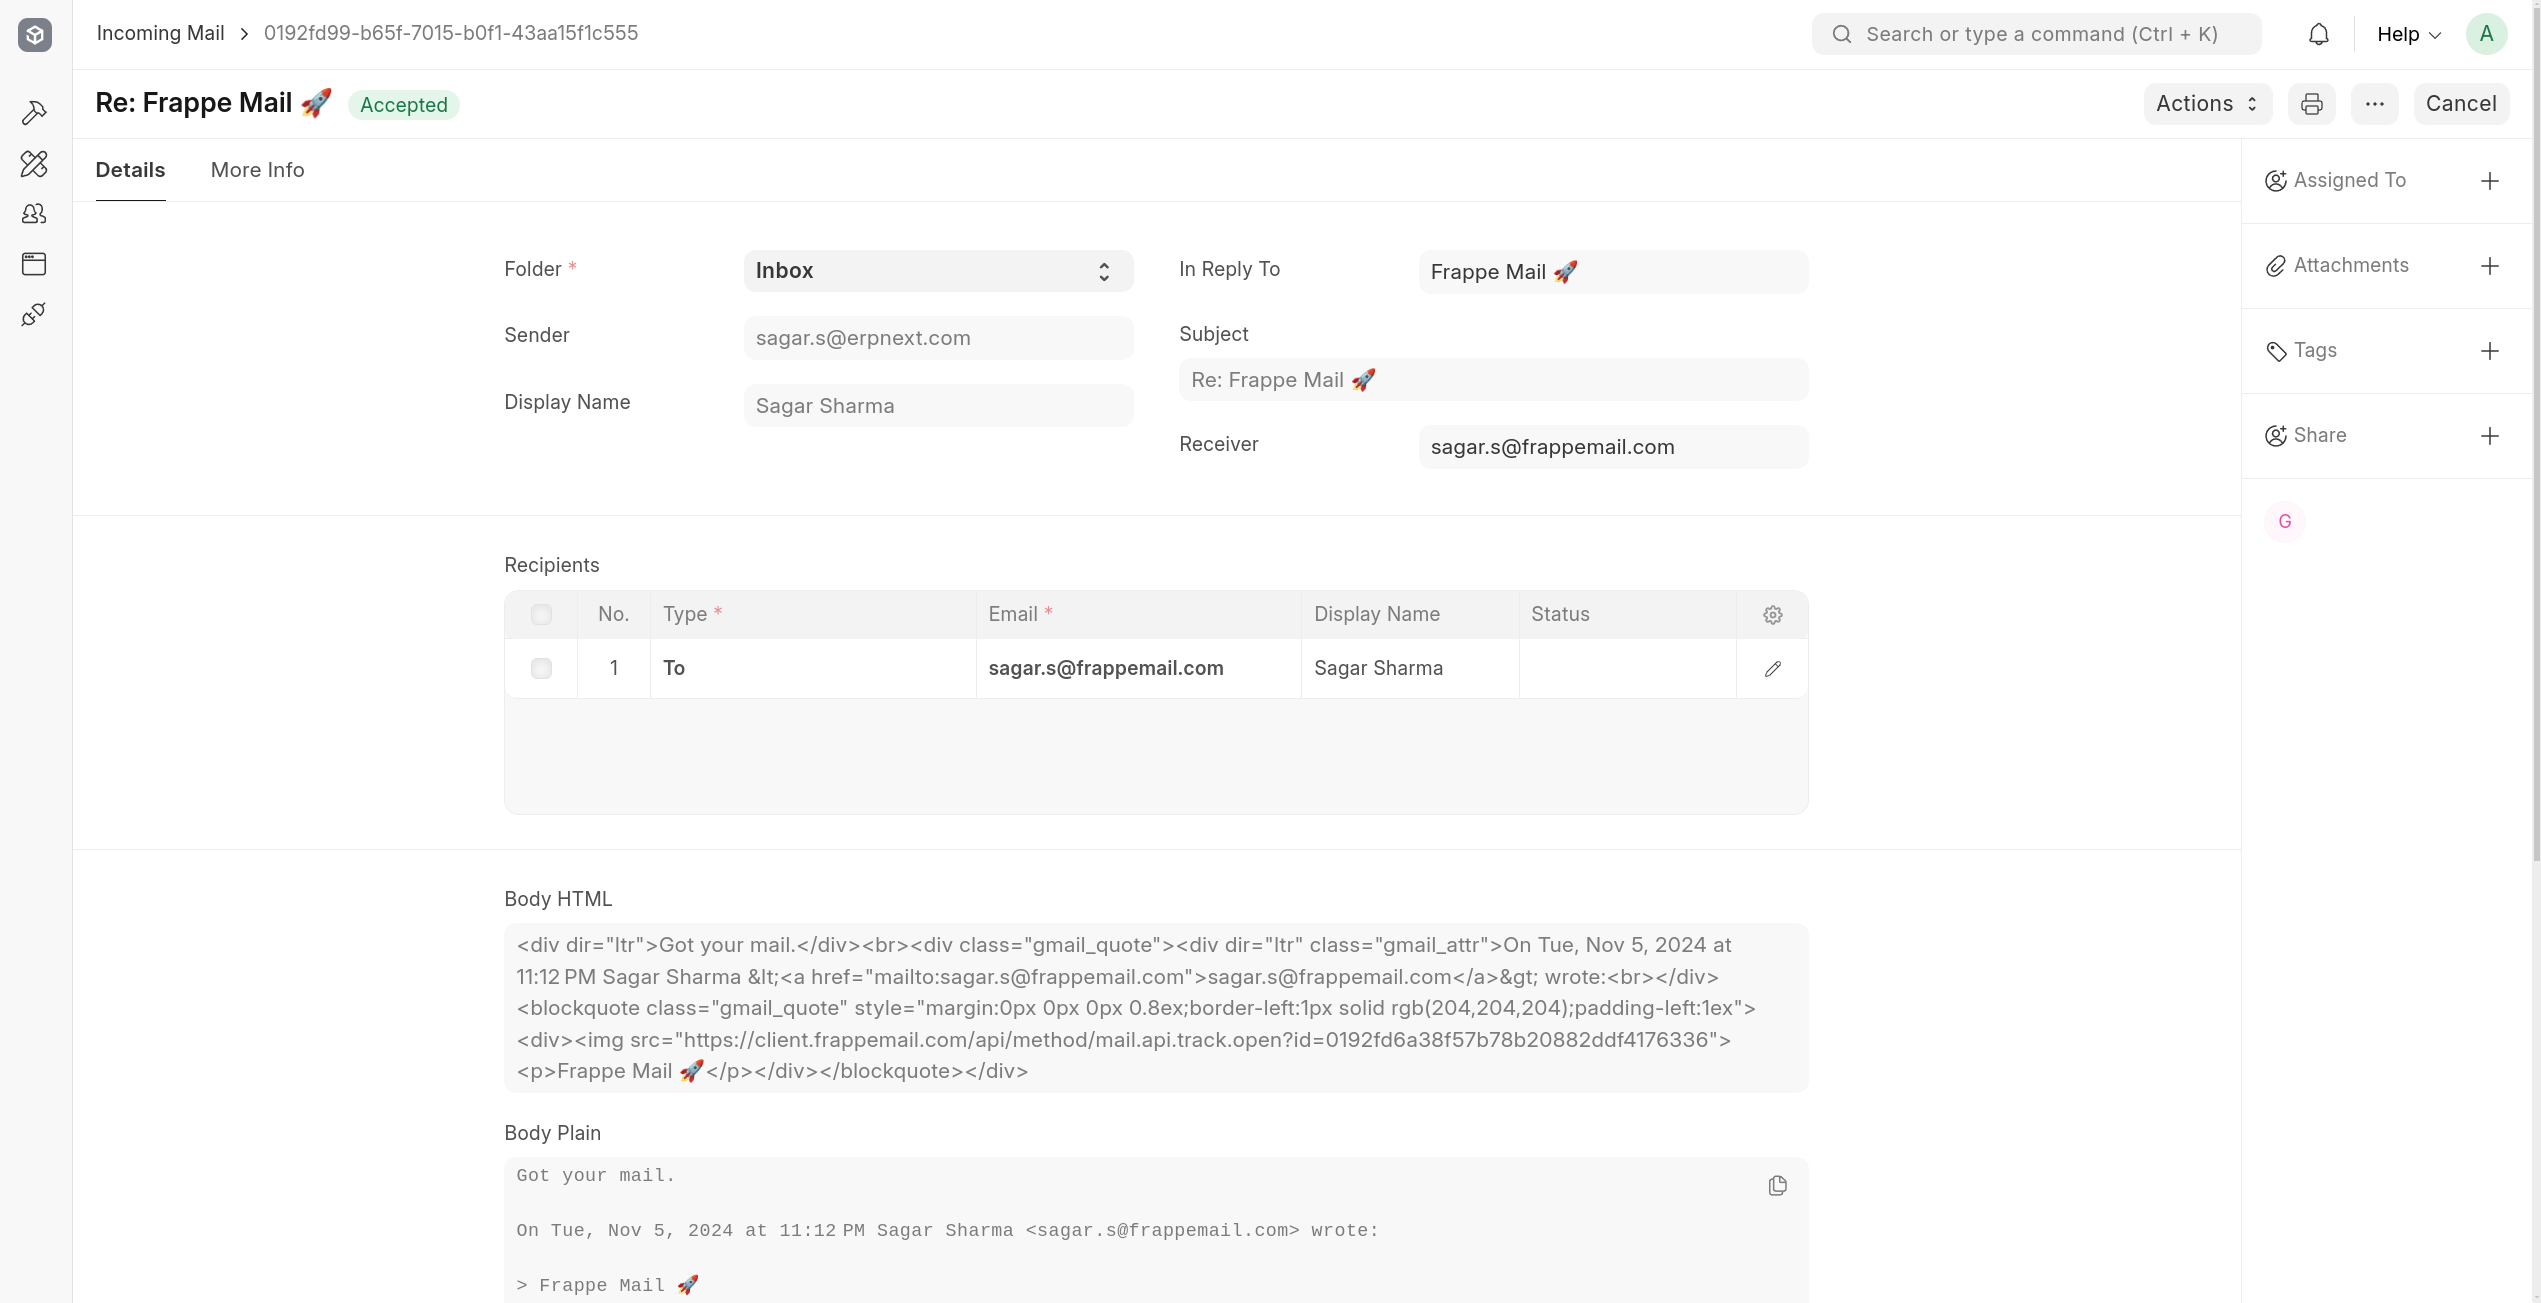 Incoming Mail > 0192fd99-b65f-7015-b0f1-43aa15f1c555
Search or type a command (Ctrl + K)
Help
A
Re: Frappe Mail 🚀 Accepted
Actions
Cancel
Details
More Info
Folder *
Inbox
Sender
sagar.s@erpnext.com
Display Name
Sagar Sharma
In Reply To
Frappe Mail 🚀
Subject
Re: Frappe Mail 🚀
Receiver
sagar.s@frappemail.com
Assigned To
Attachments
Tags
Share
G
Recipients
No. Type * Email * Display Name Status
1 To sagar.s@frappemail.com Sagar Sharma
Body HTML
<div dir="ltr">Got your mail.</div><br><div class="gmail_quote"><div dir="ltr" class="gmail_attr">On Tue, Nov 5, 2024 at
11:12 PM Sagar Sharma &lt;<a href="mailto:sagar.s@frappemail.com">sagar.s@frappemail.com</a>&gt; wrote:<br></div>
<blockquote class="gmail_quote" style="margin:0px 0px 0px 0.8ex;border-left:1px solid rgb(204,204,204);padding-left:1ex">
<div><img src="https://client.frappemail.com/api/method/mail.api.track.open?id=0192fd6a38f57b78b20882ddf4176336">
<p>Frappe Mail 🚀</p></div></blockquote></div>
Body Plain
Got your mail.
On Tue, Nov 5, 2024 at 11:12 PM Sagar Sharma <sagar.s@frappemail.com> wrote:
> Frappe Mail 🚀